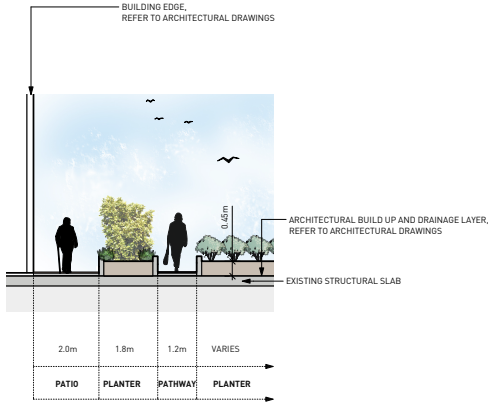 BUILDING EDGE,
REFER TO ARCHITECTURAL DRAWINGS
0.45m
ARCHITECTURAL BUILD UP AND DRAINAGE LAYER,
REFER TO ARCHITECTURAL DRAWINGS
EXISTING STRUCTURAL SLAB
2.0m 1.8m 1.2m VARIES
PATIO PLANTER PATHWAY PLANTER